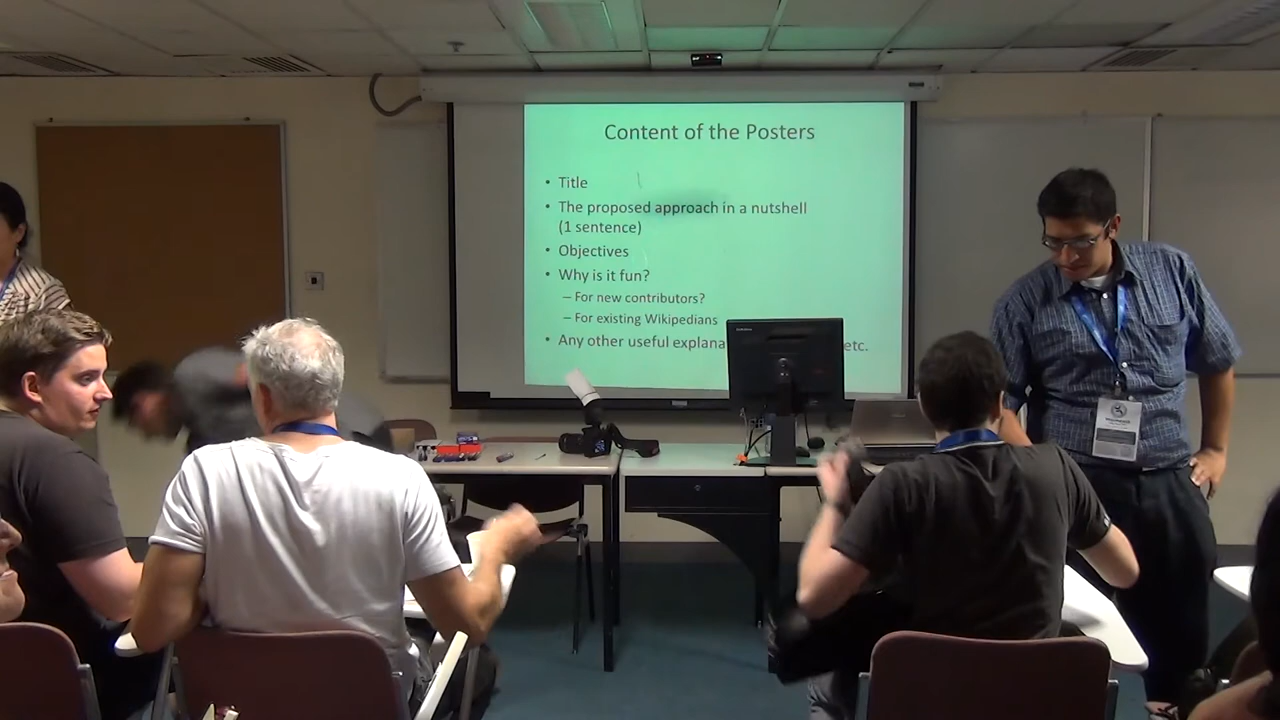 Content of the Posters
• Title
• The proposed approach in a nutshell
(1 sentence)
• Objectives
• Why is it fun?
– For new contributors?
– For existing Wikipedians
• Any other useful etc.